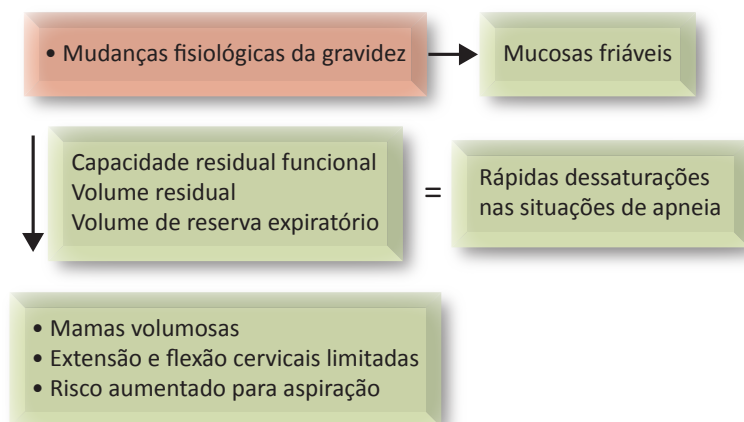 • Mudanças fisiológicas da gravidez
Mucosas friáveis
Capacidade residual funcional
Volume residual
Volume de reserva expiratório
=
Rápidas dessaturações
nas situações de apneia
• Mamas volumosas
• Extensão e flexão cervicais limitadas
• Risco aumentado para aspiração